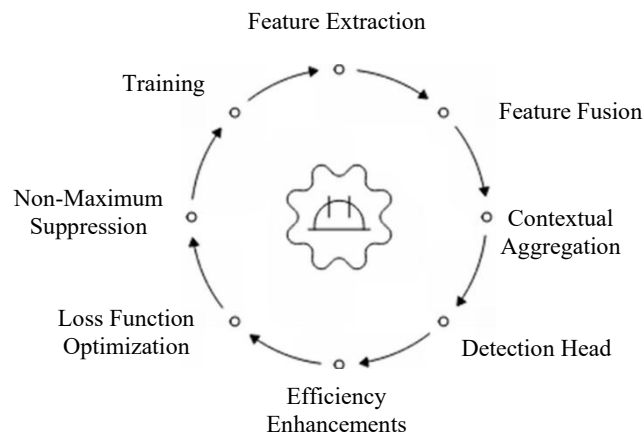 Feature Extraction
Feature Fusion
Contextual
Aggregation
Detection Head
Efficiency
Enhancements
Loss Function
Optimization
Non-Maximum
Suppression
Training